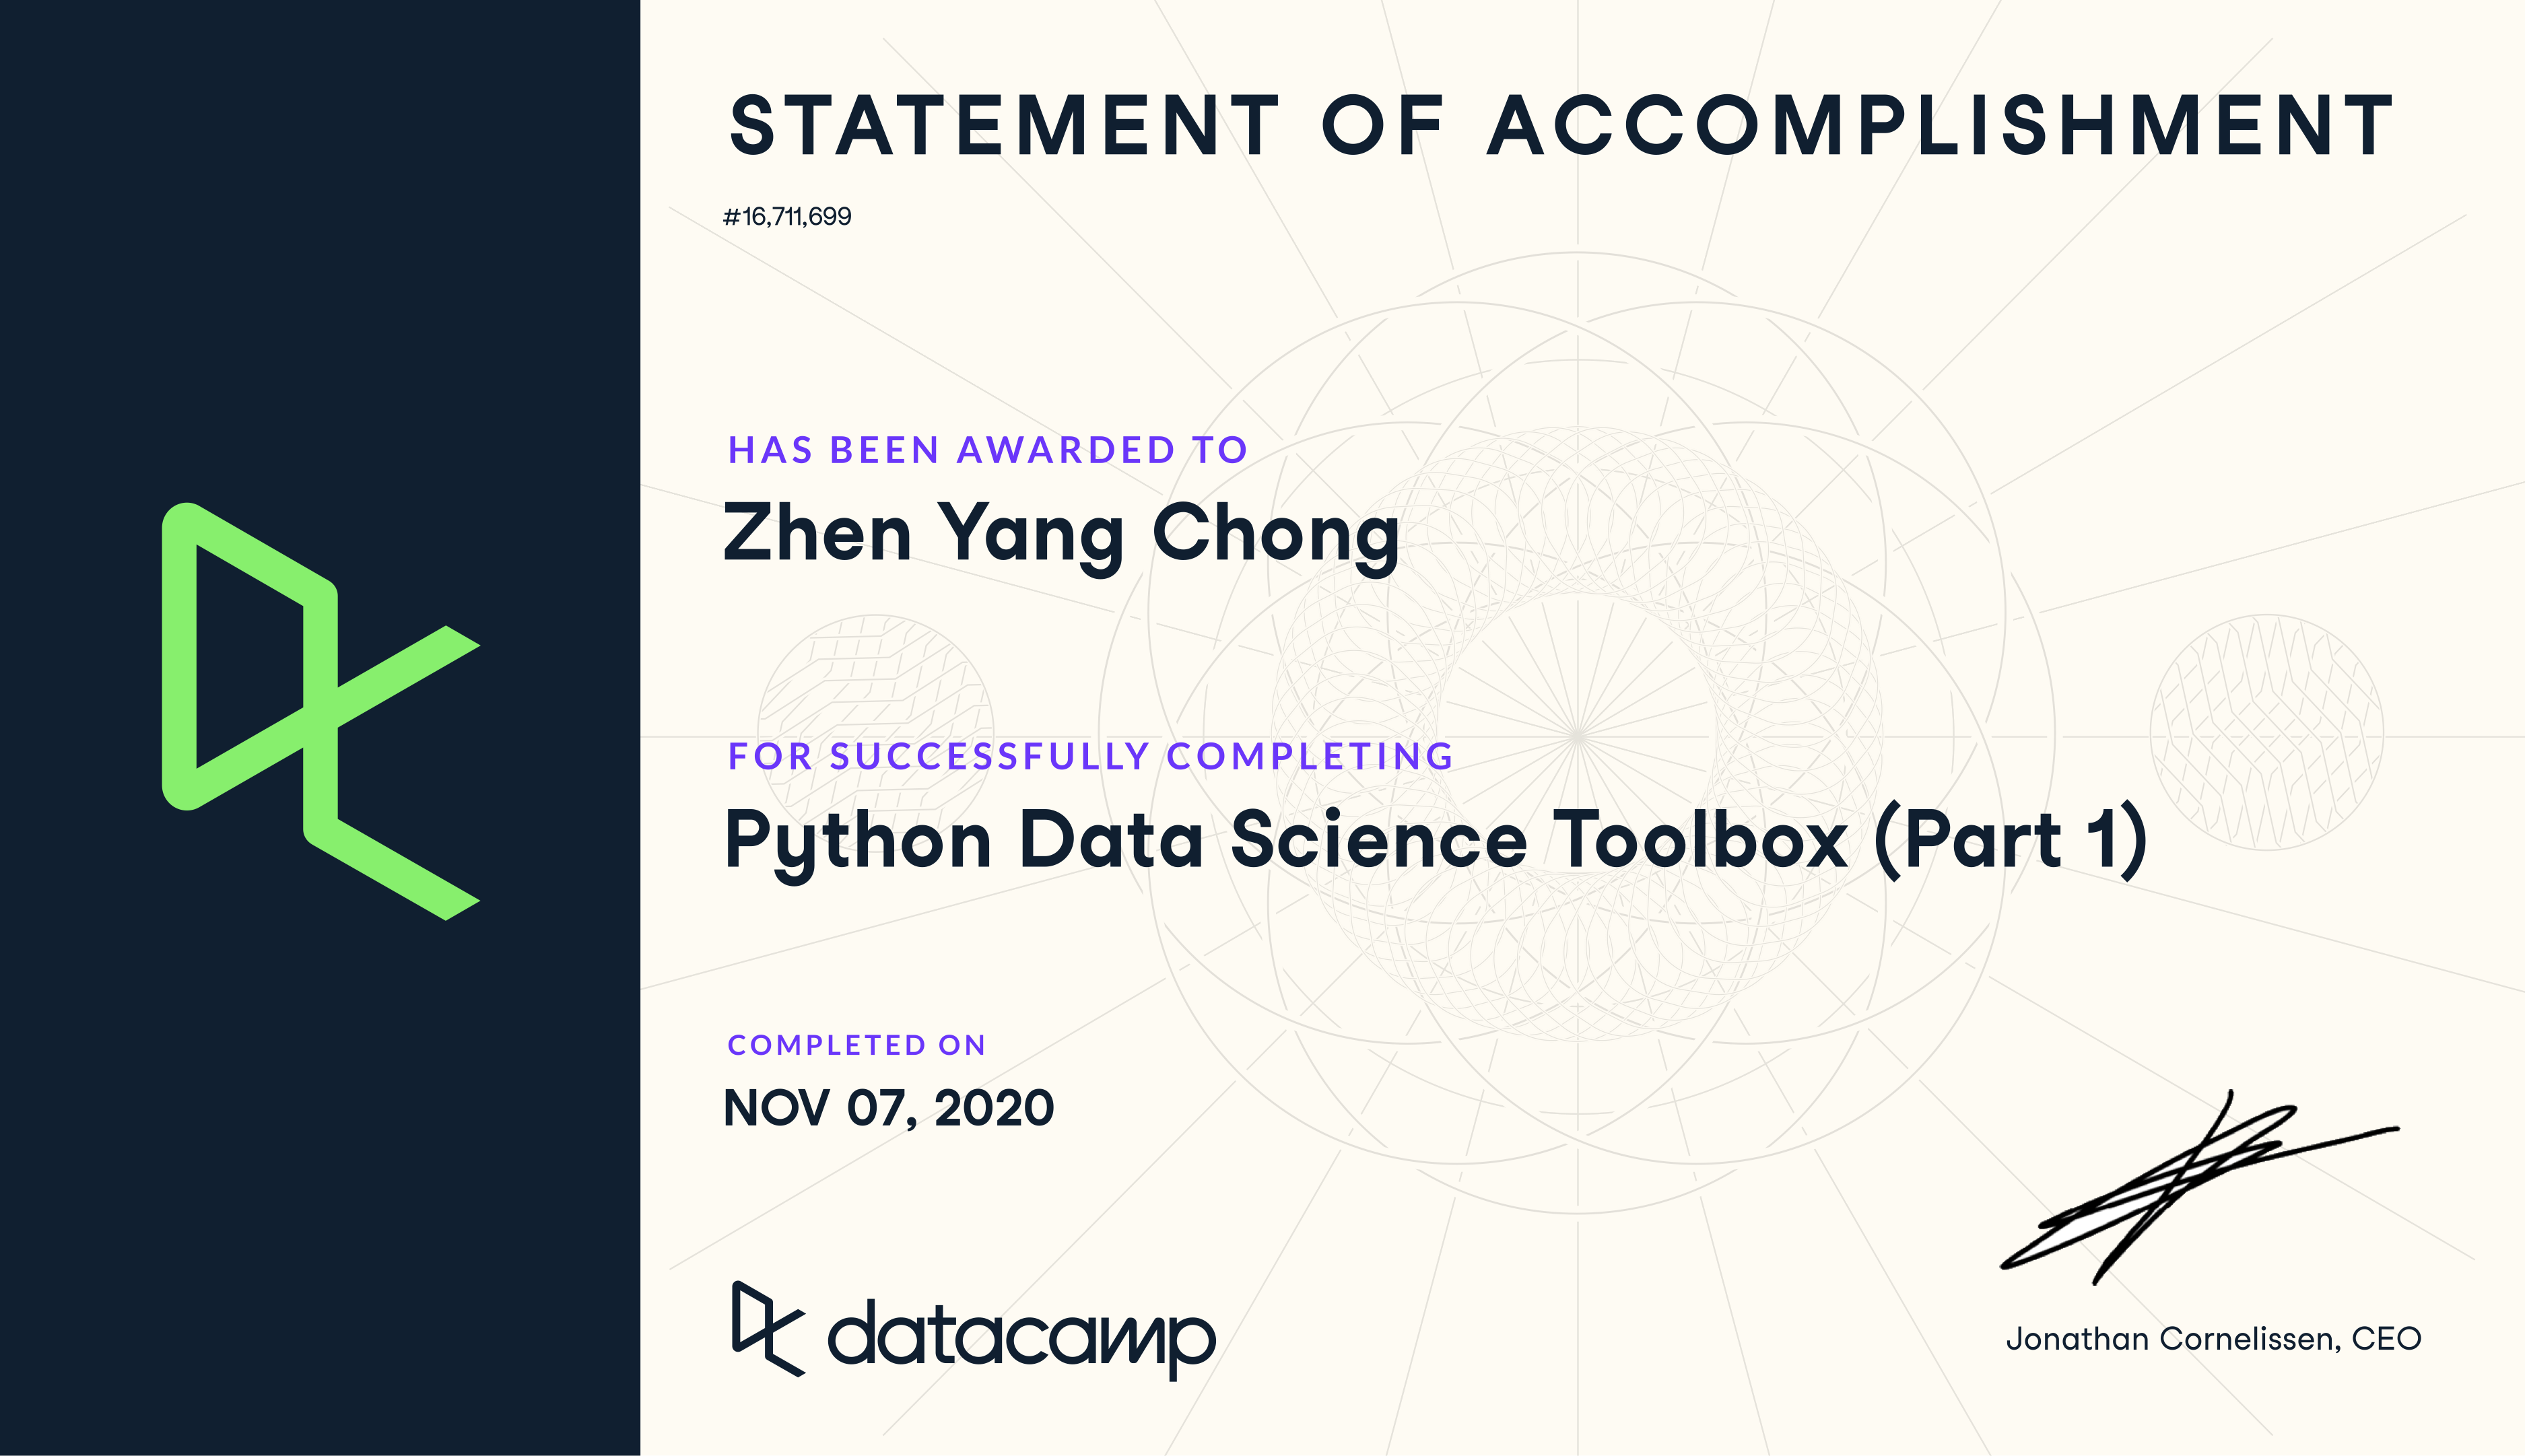 STATEMENT OF ACCOMPLISHMENT
#16,711,699
HAS BEEN AWARDED TO
Zhen Yang Chong
FOR SUCCESSFULLY COMPLETING
Python Data Science Toolbox (Part 1)
COMPLETED ON
NOV 07, 2020
datacamp
Jonathan Cornelissen, CEO